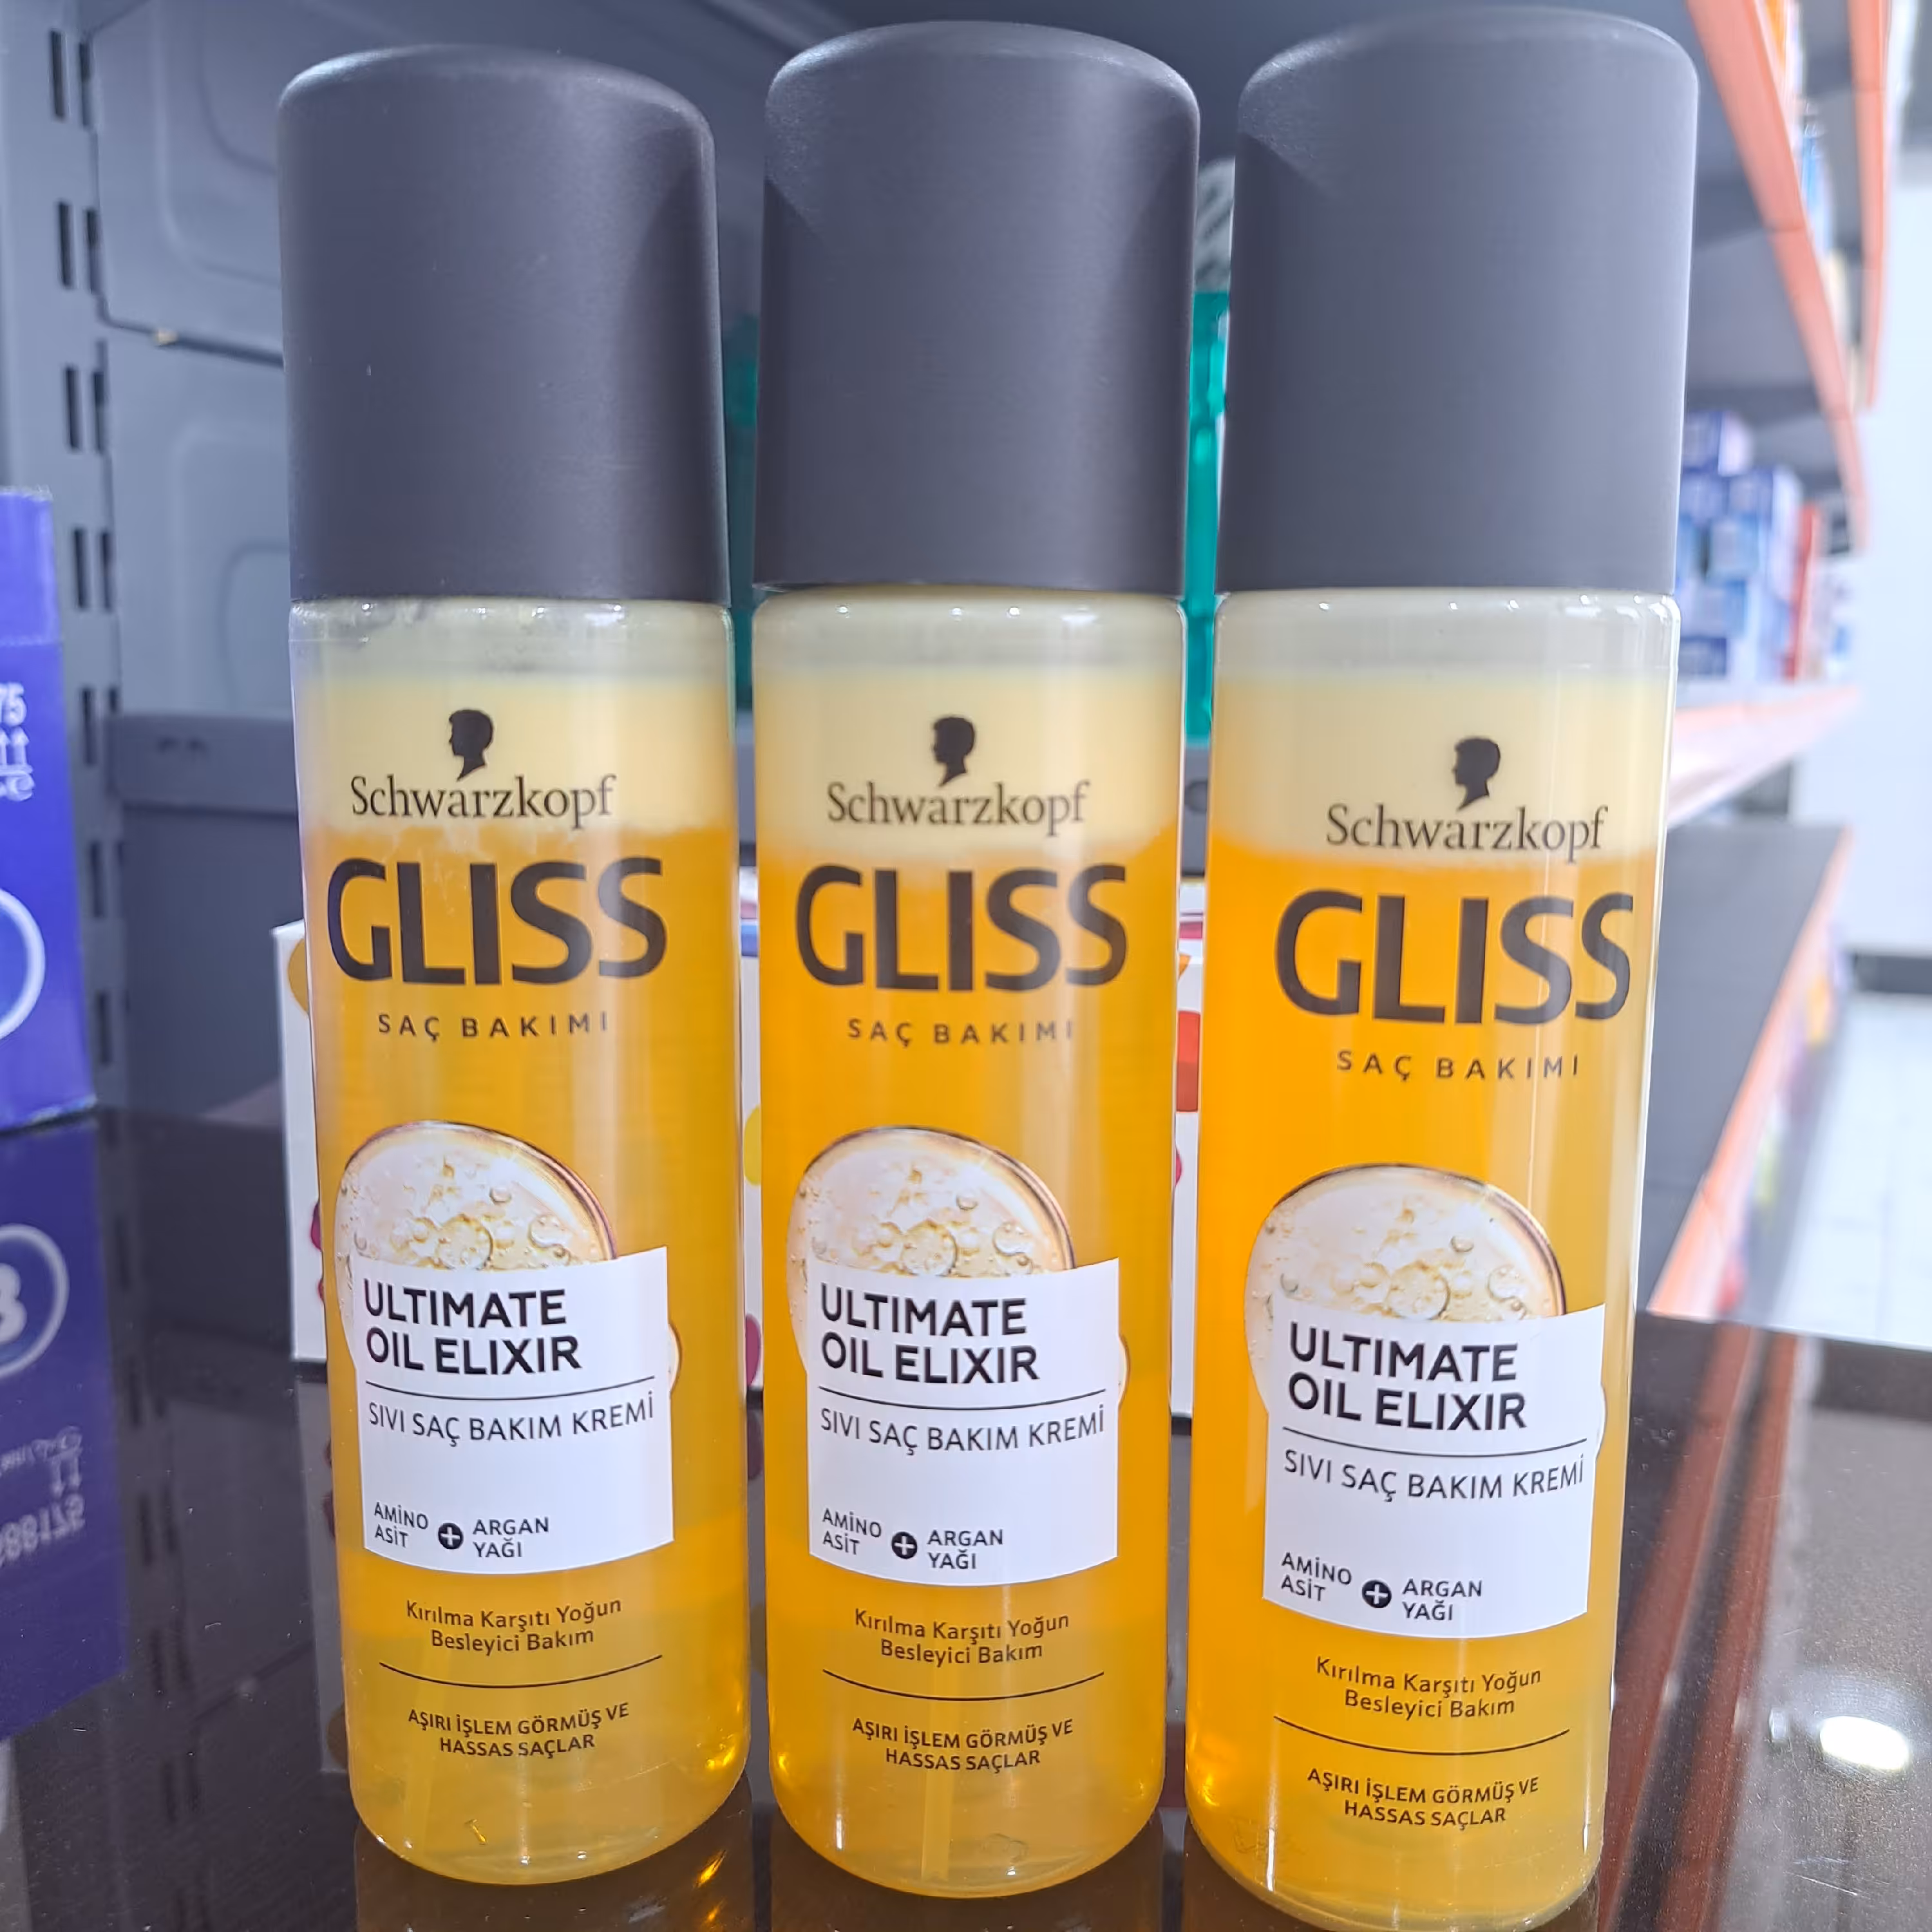 Schwarzkopf
GLISS
SAÇ BAKIMI
ULTIMATE
OIL ELIXIR
SIVI SAÇ BAKIM KREMİ
AMİNO
ASİT
+
ARGAN
YAĞI
Kırılma Karşıtı Yoğun
Besleyici Bakım
AŞIRI İŞLEM GÖRMÜŞ VE
HASSAS SAÇLAR
Schwarzkopf
GLISS
SAÇ BAKIMI
ULTIMATE
OIL ELIXIR
SIVI SAÇ BAKIM KREMİ
AMİNO
ASİT
+
ARGAN
YAĞI
Kırılma Karşıtı Yoğun
Besleyici Bakım
AŞIRI İŞLEM GÖRMÜŞ VE
HASSAS SAÇLAR
Schwarzkopf
GLISS
SAÇ BAKIMI
ULTIMATE
OIL ELIXIR
SIVI SAÇ BAKIM KREMİ
AMİNO
ASİT
+
ARGAN
YAĞI
Kırılma Karşıtı Yoğun
Besleyici Bakım
AŞIRI İŞLEM GÖRMÜŞ VE
HASSAS SAÇLAR